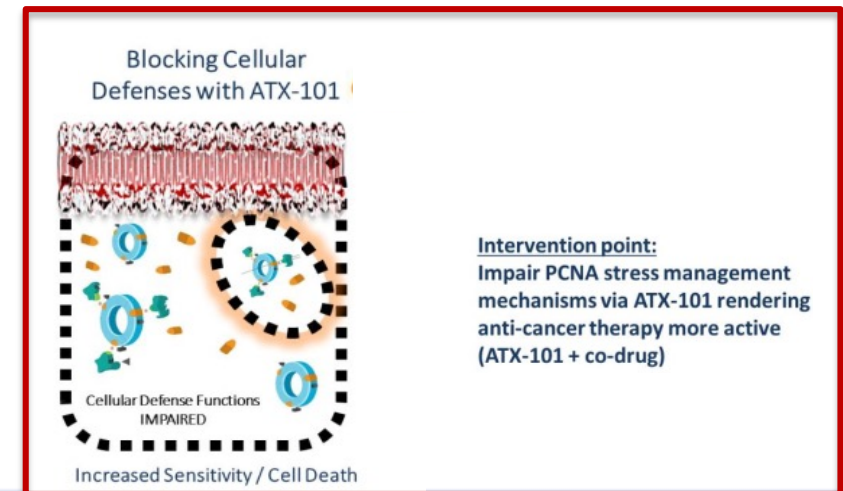 Blocking Cellular
Defenses with ATX-101
Cellular Defense Functions
IMPAIRED
Increased Sensitivity / Cell Death
Intervention point:
Impair PCNA stress management
mechanisms via ATX-101 rendering
anti-cancer therapy more active
(ATX-101 + co-drug)